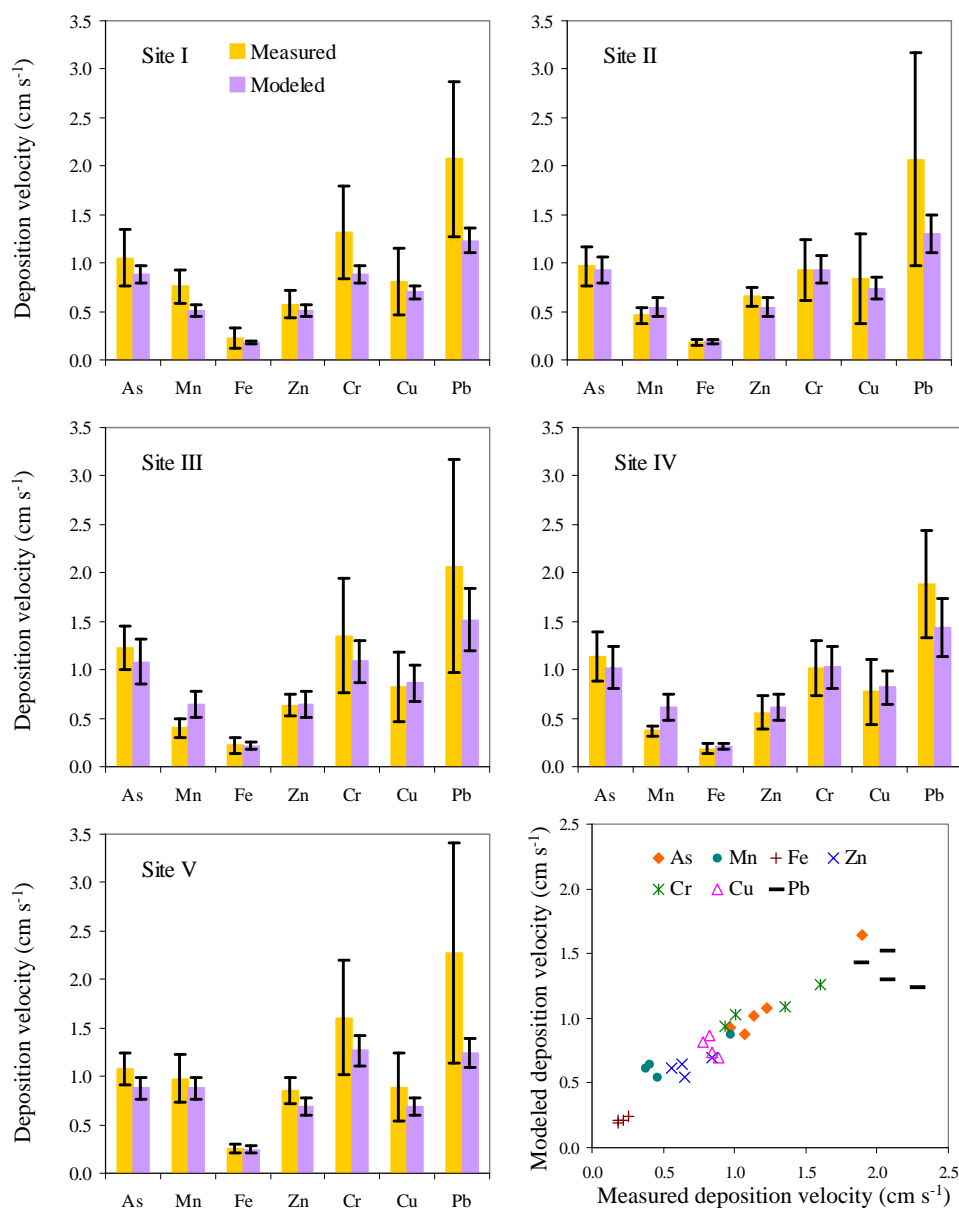 Deposition velocity (cm s⁻¹)
3.5
3.0
2.5
2.0
1.5
1.0
0.5
0.0
Site I
Measured
Modeled
As Mn Fe Zn Cr Cu Pb
3.5
3.0
2.5
2.0
1.5
1.0
0.5
0.0
Site II
As Mn Fe Zn Cr Cu Pb
Deposition velocity (cm s⁻¹)
3.5
3.0
2.5
2.0
1.5
1.0
0.5
0.0
Site III
As Mn Fe Zn Cr Cu Pb
3.5
3.0
2.5
2.0
1.5
1.0
0.5
0.0
Site IV
As Mn Fe Zn Cr Cu Pb
Deposition velocity (cm s⁻¹)
3.5
3.0
2.5
2.0
1.5
1.0
0.5
0.0
Site V
As Mn Fe Zn Cr Cu Pb
Modeled deposition velocity (cm s⁻¹)
2.5
2.0
1.5
1.0
0.5
0.0
As Mn Fe Zn
Cr Cu Pb
0.0 0.5 1.0 1.5 2.0 2.5
Measured deposition velocity (cm s⁻¹)